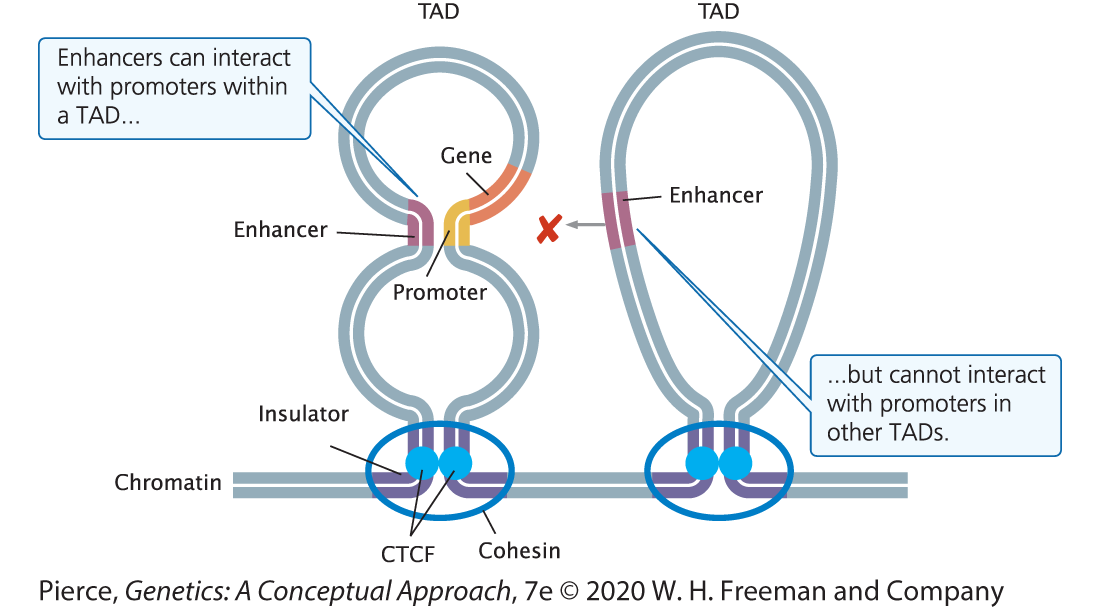 TAD
TAD
Enhancers can interact
with promoters within
a TAD...
Gene
Enhancer
Enhancer
Promoter
...but cannot interact
with promoters in
other TADs.
Insulator
Chromatin
CTCF
Cohesin
Pierce, Genetics: A Conceptual Approach, 7e © 2020 W. H. Freeman and Company